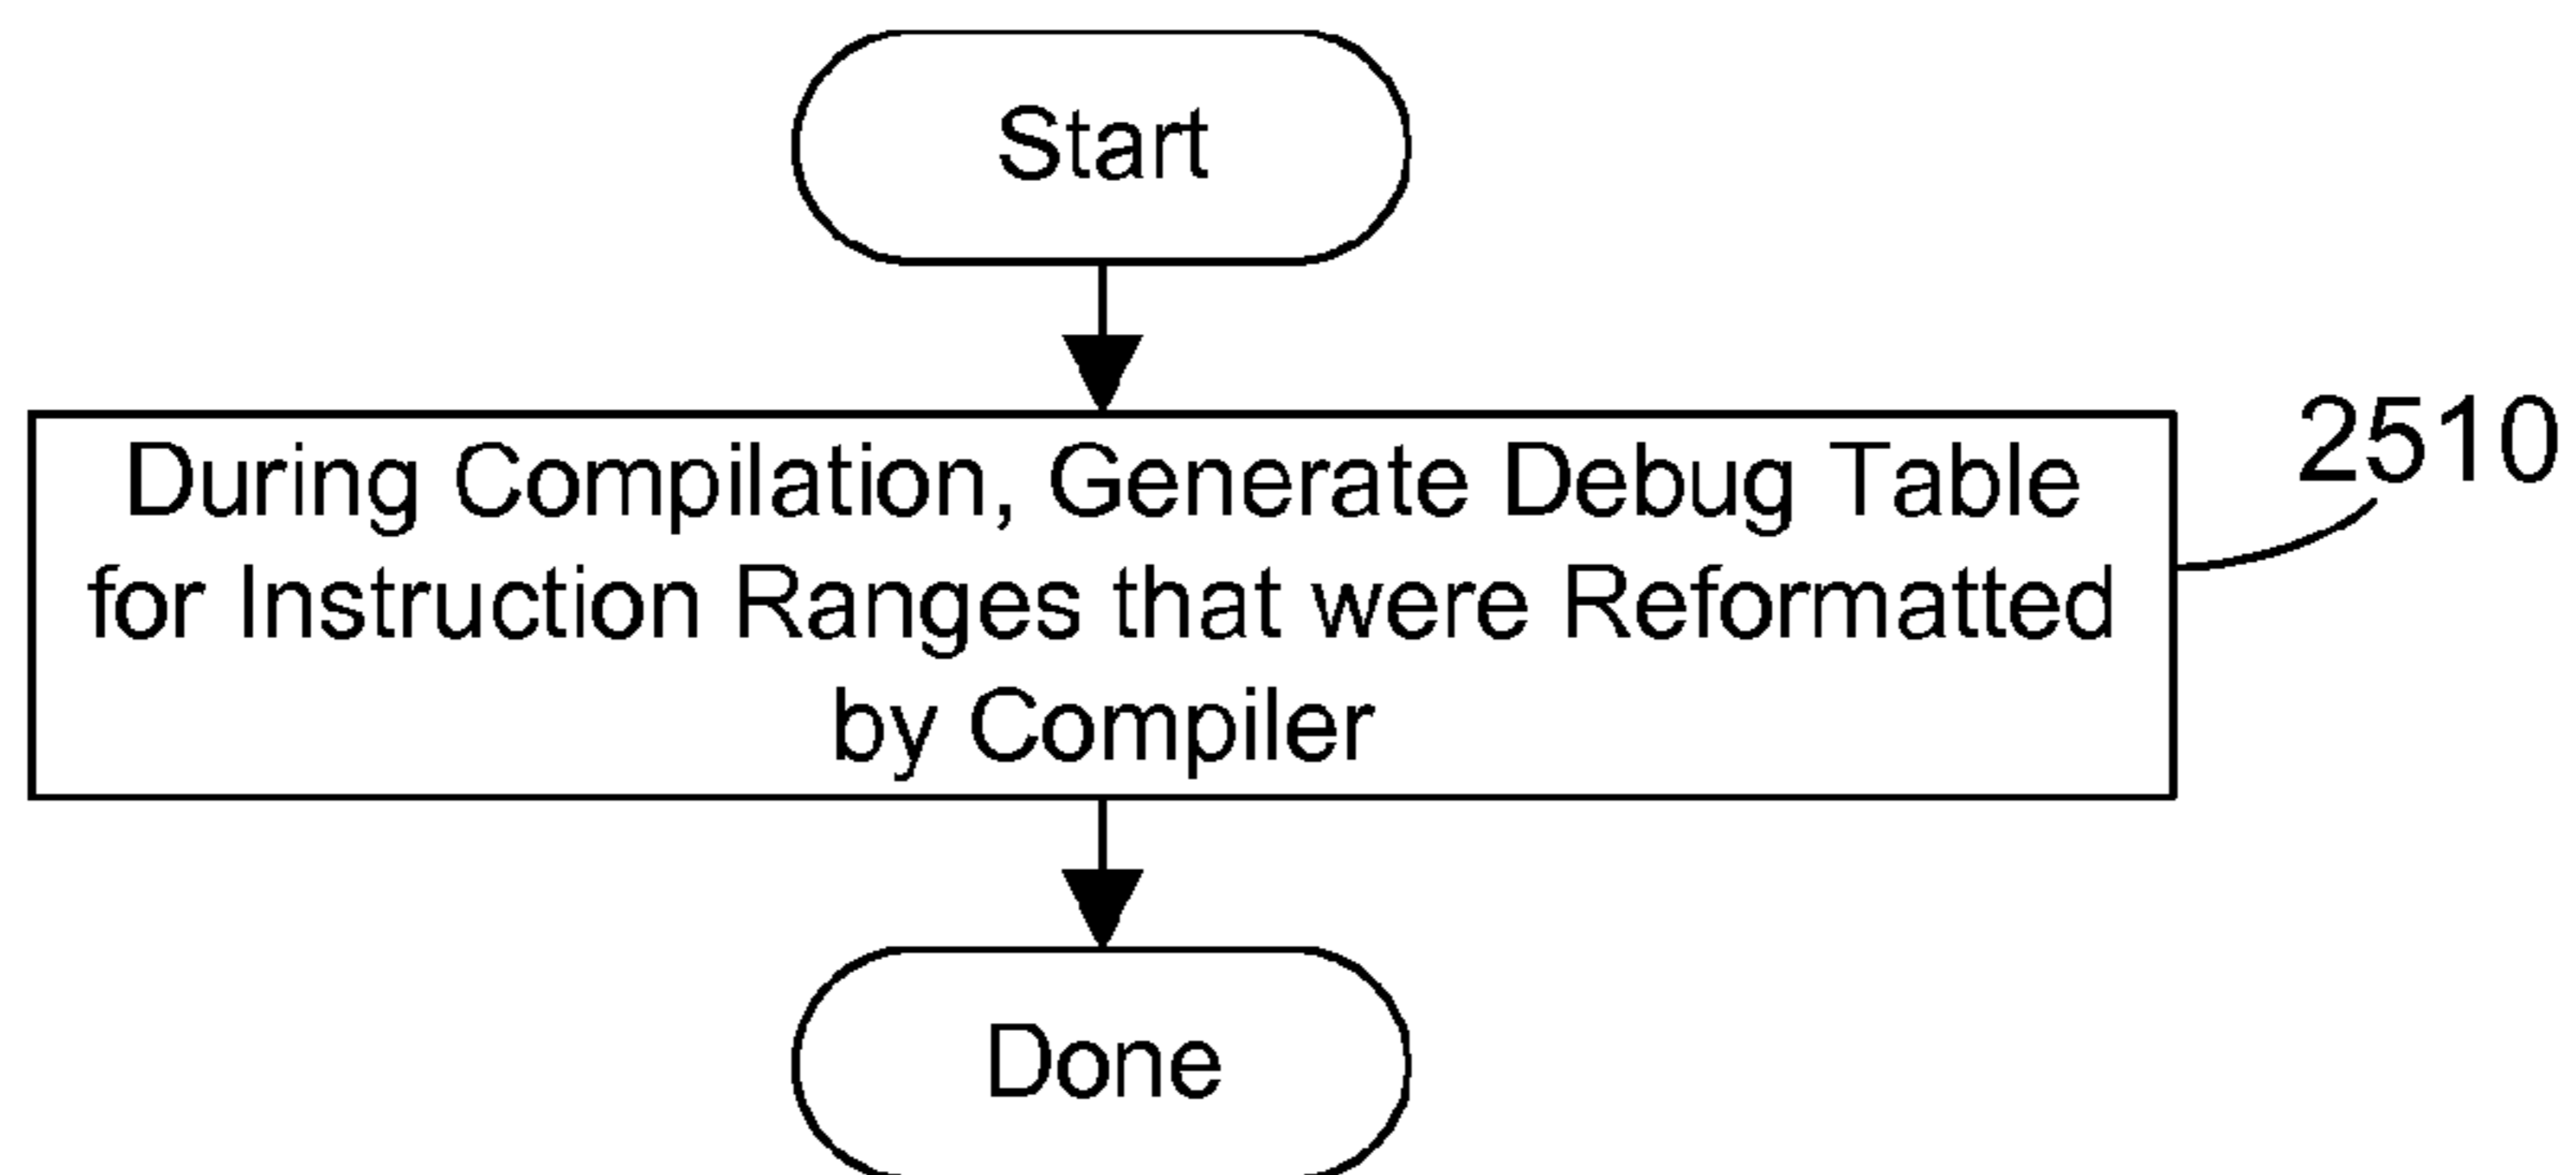 Start
During Compilation, Generate Debug Table
for Instruction Ranges that were Reformatted
by Compiler
2510
Done